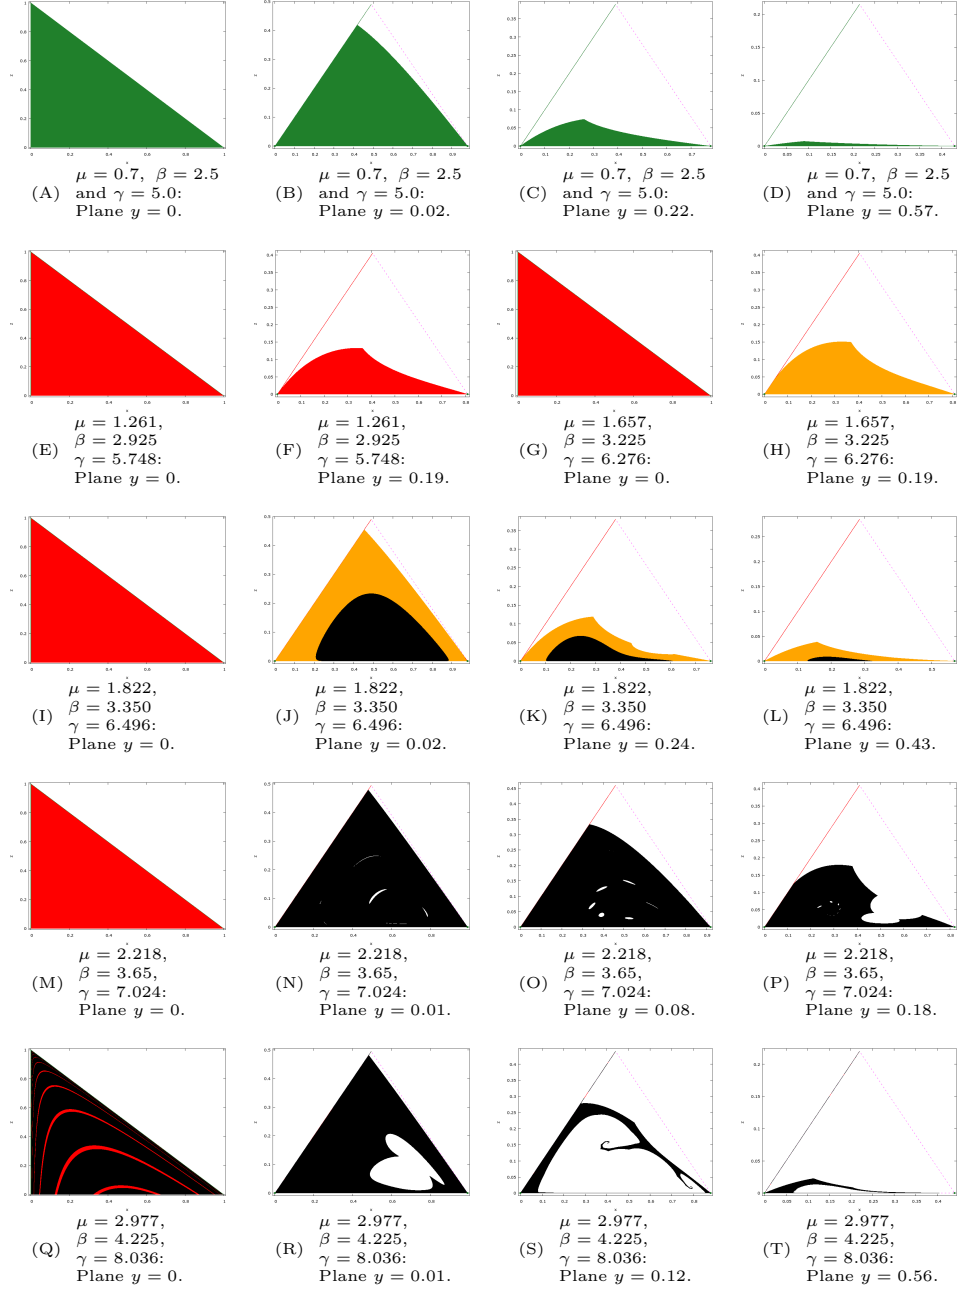 (A) μ = 0.7, β = 2.5
and γ = 5.0:
Plane y = 0.
(B) μ = 0.7, β = 2.5
and γ = 5.0:
Plane y = 0.02.
(C) μ = 0.7, β = 2.5
and γ = 5.0:
Plane y = 0.22.
(D) μ = 0.7, β = 2.5
and γ = 5.0:
Plane y = 0.57.
(E) μ = 1.261,
β = 2.925
γ = 5.748:
Plane y = 0.
(F) μ = 1.261,
β = 2.925
γ = 5.748:
Plane y = 0.19.
(G) μ = 1.657,
β = 3.225
γ = 6.276:
Plane y = 0.
(H) μ = 1.657,
β = 3.225
γ = 6.276:
Plane y = 0.19.
(I) μ = 1.822,
β = 3.350
γ = 6.496:
Plane y = 0.
(J) μ = 1.822,
β = 3.350
γ = 6.496:
Plane y = 0.02.
(K) μ = 1.822,
β = 3.350
γ = 6.496:
Plane y = 0.24.
(L) μ = 1.822,
β = 3.350
γ = 6.496:
Plane y = 0.43.
(M) μ = 2.218,
β = 3.65,
γ = 7.024:
Plane y = 0.
(N) μ = 2.218,
β = 3.65,
γ = 7.024:
Plane y = 0.01.
(O) μ = 2.218,
β = 3.65,
γ = 7.024:
Plane y = 0.08.
(P) μ = 2.218,
β = 3.65,
γ = 7.024:
Plane y = 0.18.
(Q) μ = 2.977,
β = 4.225,
γ = 8.036:
Plane y = 0.
(R) μ = 2.977,
β = 4.225,
γ = 8.036:
Plane y = 0.01.
(S) μ = 2.977,
β = 4.225,
γ = 8.036:
Plane y = 0.12.
(T) μ = 2.977,
β = 4.225,
γ = 8.036:
Plane y = 0.56.